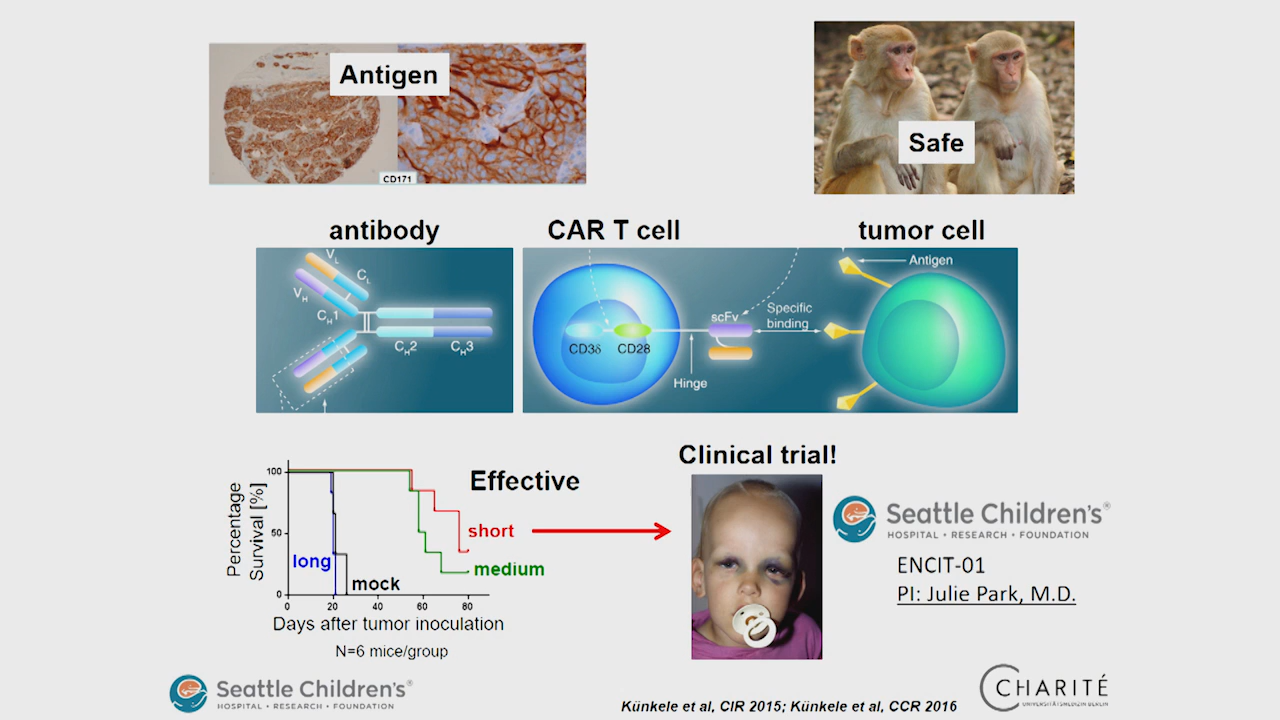 Antigen
CD171
Safe
antibody
CAR T cell
tumor cell
VL
CL
VH
CH1
CH2
CH3
CD3δ
CD28
Hinge
scFv
Specific
binding
Antigen
Percentage
Survival [%]
100
50
0
0
20
40
60
80
long
mock
Effective
short
medium
Days after tumor inoculation
N=6 mice/group
Clinical trial!
Seattle Children's®
HOSPITAL • RESEARCH • FOUNDATION
ENCIT-01
PI: Julie Park, M.D.
Seattle Children's®
HOSPITAL • RESEARCH • FOUNDATION
Künkele et al, CIR 2015; Künkele et al, CCR 2016
CHARITÉ
UNIVERSITÄTSMEDIZIN BERLIN